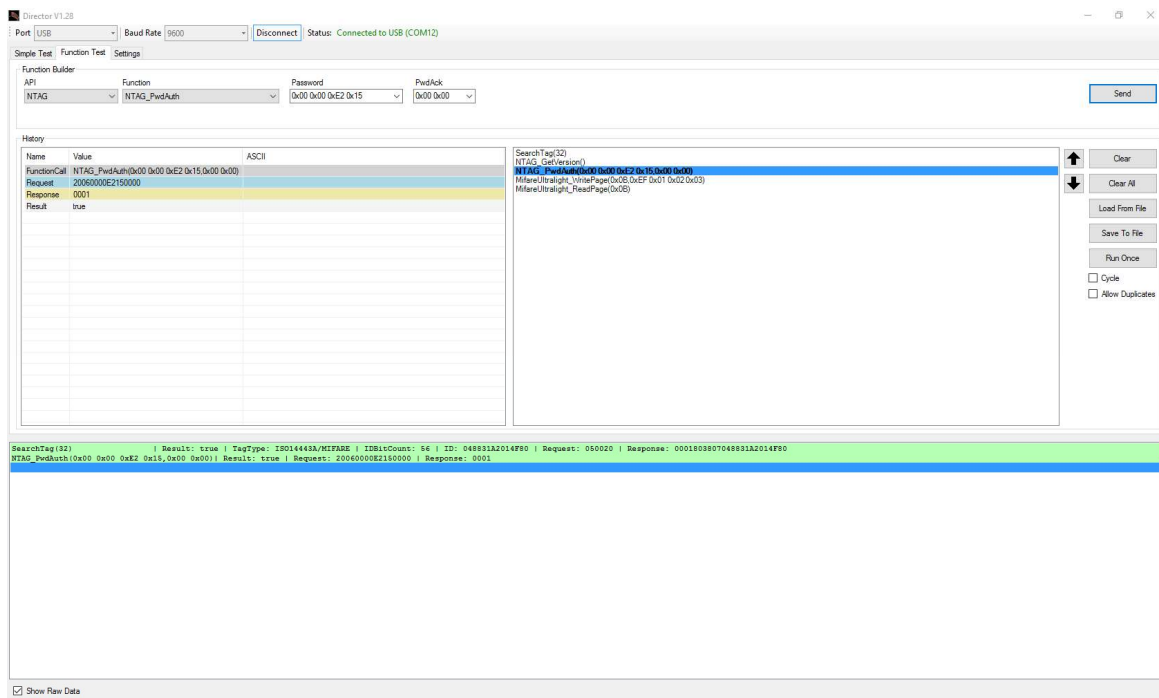 Director V1.28
Port USB Baud Rate 9600 Disconnect Status: Connected to USB (COM12)
Simple Test Function Test Settings
Function Builder
API Function Password PwdAck
NTAG NTAG_PwdAuth 0x00 0x00 0xE2 0x15 0x00 0x00 Send
History
Name Value ASCII
FunctionCall NTAG_PwdAuth(0x00 0x00 0xE2 0x15,0x00 0x00)
Request 20060000E2150000
Response 0001
Result true
SearchTag(32)
NTAG_GetVersion()
NTAG_PwdAuth(0x00 0x00 0xE2 0x15,0x00 0x00)
MifareUltralight_WritePage(0x0B,0xEF 0x01 0x02 0x03)
MifareUltralight_ReadPage(0x0B)
Clear
Clear All
Load From File
Save To File
Run Once
Cycle
Allow Duplicates
SearchTag(32) | Result: true | TagType: ISO14443A/MIFARE | IDBitCount: 56 | ID: 048831A2014F80 | Request: 050020 | Response: 0001803807048831A2014F80
NTAG_PwdAuth(0x00 0x00 0xE2 0x15,0x00 0x00)| Result: true | Request: 20060000E2150000 | Response: 0001
Show Raw Data